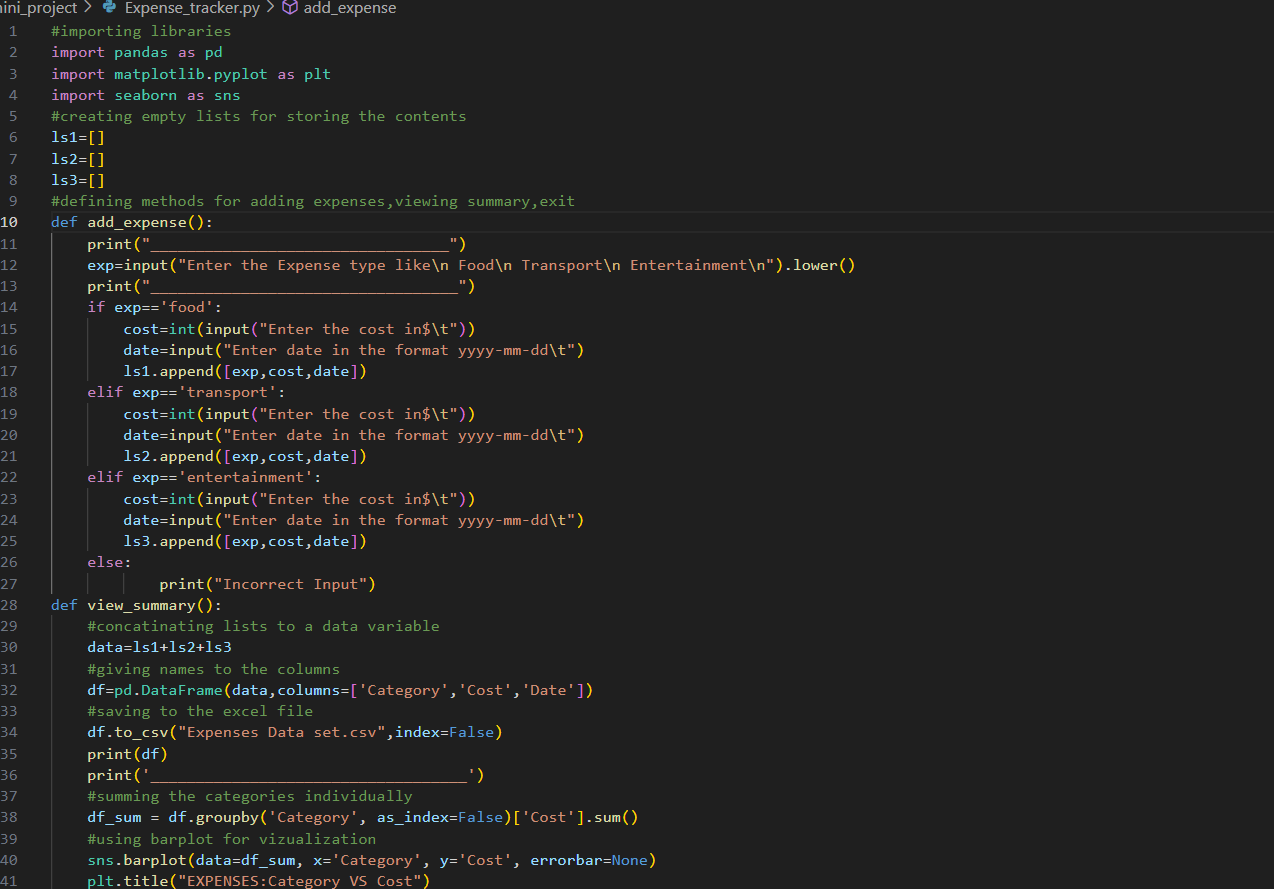 ini_project > Expense_tracker.py > add_expense
1 #importing libraries
2 import pandas as pd
3 import matplotlib.pyplot as plt
4 import seaborn as sns
5 #creating empty lists for storing the contents
6 ls1=[]
7 ls2=[]
8 ls3=[]
9 #defining methods for adding expenses,viewing summary,exit
10 def add_expense():
11     print("_________________________________")
12     exp=input("Enter the Expense type like\n Food\n Transport\n Entertainment\n").lower()
13     print("__________________________________")
14     if exp=='food':
15         cost=int(input("Enter the cost in$\t"))
16         date=input("Enter date in the format yyyy-mm-dd\t")
17         ls1.append([exp,cost,date])
18     elif exp=='transport':
19         cost=int(input("Enter the cost in$\t"))
20         date=input("Enter date in the format yyyy-mm-dd\t")
21         ls2.append([exp,cost,date])
22     elif exp=='entertainment':
23         cost=int(input("Enter the cost in$\t"))
24         date=input("Enter date in the format yyyy-mm-dd\t")
25         ls3.append([exp,cost,date])
26     else:
27             print("Incorrect Input")
28 def view_summary():
29     #concatinating lists to a data variable
30     data=ls1+ls2+ls3
31     #giving names to the columns
32     df=pd.DataFrame(data,columns=['Category','Cost','Date'])
33     #saving to the excel file
34     df.to_csv("Expenses Data set.csv",index=False)
35     print(df)
36     print('___________________________________')
37     #summing the categories individually
38     df_sum = df.groupby('Category', as_index=False)['Cost'].sum()
39     #using barplot for vizualization
40     sns.barplot(data=df_sum, x='Category', y='Cost', errorbar=None)
41     plt.title("EXPENSES:Category VS Cost")